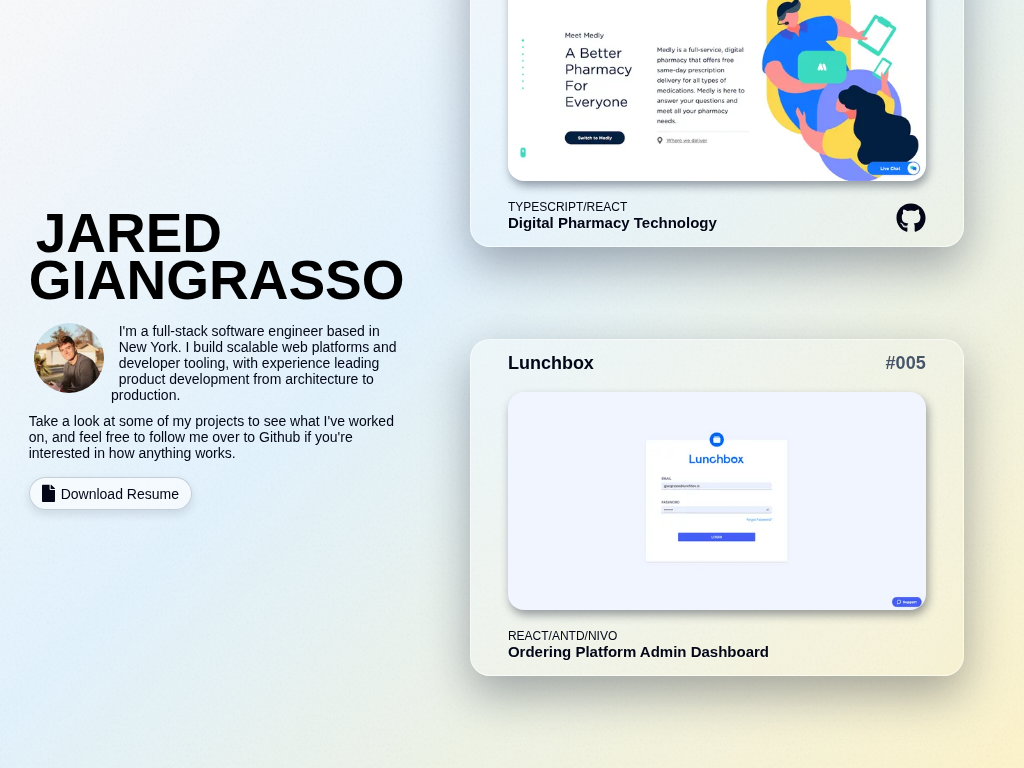 JARED
GIANGRASSO
I'm a full-stack software engineer based in
New York. I build scalable web platforms and
developer tooling, with experience leading
product development from architecture to
production.
Take a look at some of my projects to see what I've worked
on, and feel free to follow me over to Github if you're
interested in how anything works.
Download Resume
Meet Medly
A Better
Pharmacy
For
Everyone
Medly is a full-service, digital
pharmacy that offers free
same-day prescription
delivery for all types of
medications. Medly is here to
answer your questions and
meet all your pharmacy
needs.
Switch to Medly
Where we deliver
Live Chat
TYPESCRIPT/REACT
Digital Pharmacy Technology
Lunchbox
#005
Lunchbox
EMAIL
PASSWORD
Forgot Password?
LOGIN
Support
REACT/ANTD/NIVO
Ordering Platform Admin Dashboard